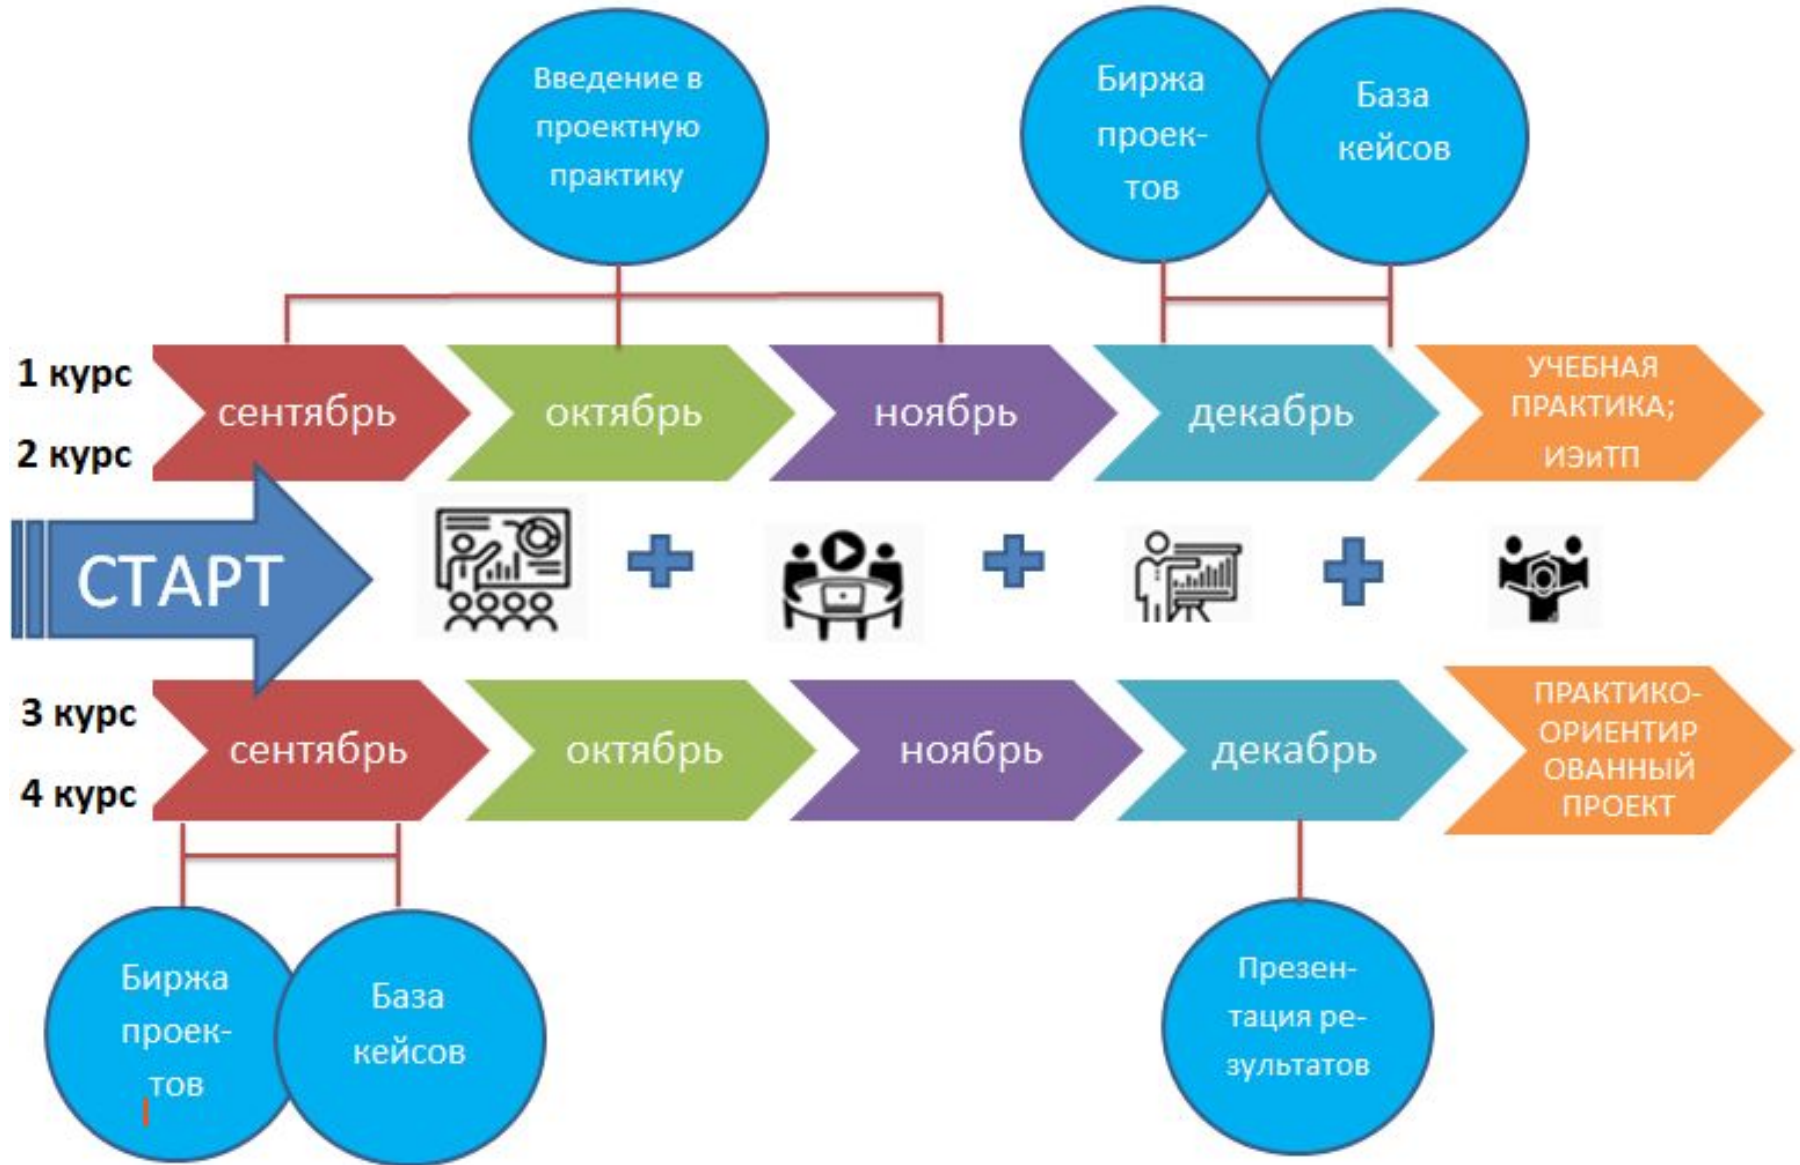 Введение в
проектную
практику
Биржа
проек-
тов
База
кейсов
1 курс
2 курс
сентябрь
октябрь
ноябрь
декабрь
УЧЕБНАЯ
ПРАКТИКА;
ИЭиТП
СТАРТ
3 курс
4 курс
сентябрь
октябрь
ноябрь
декабрь
ПРАКТИКО-
ОРИЕНТИР
ОВАННЫЙ
ПРОЕКТ
Биржа
проек-
тов
База
кейсов
Презен-
тация ре-
зультатов